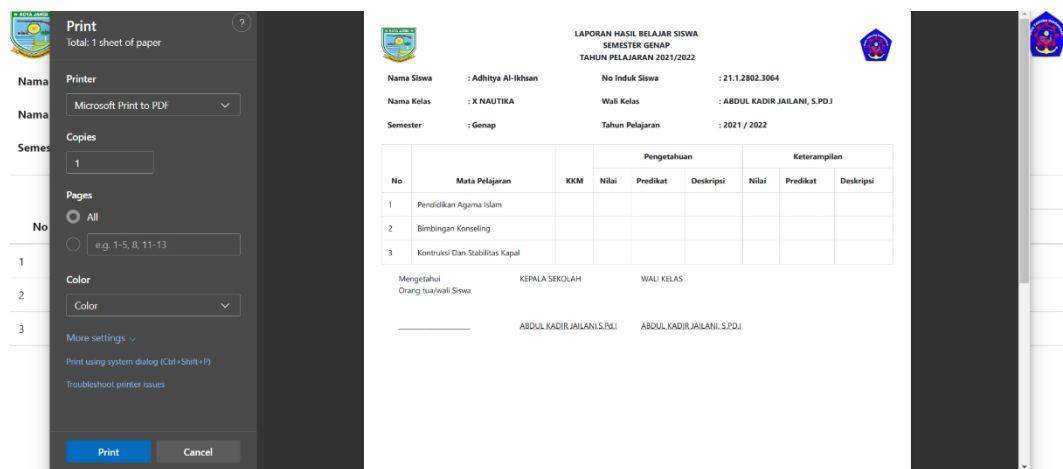 KOTA JAMBI
Nama
Nama
Semes
No
1
2
3
Print
?
Total: 1 sheet of paper
Printer
Microsoft Print to PDF
Copies
1
Pages
All
e.g. 1-5, 8, 11-13
Color
Color
More settings
Print using system dialog (Ctrl+Shift+P)
Troubleshoot printer issues
Print Cancel
LAPORAN HASIL BELAJAR SISWA
SEMESTER GENAP
TAHUN PELAJARAN 2021/2022
Nama Siswa : Adhitya Al-Ikhsan No Induk Siswa : 21.1.2802.3064
Nama Kelas : X NAUTIKA Wali Kelas : ABDUL KADIR JAILANI, S.PD.I
Semester : Genap Tahun Pelajaran : 2021 / 2022
Pengetahuan Keterampilan
No Mata Pelajaran KKM Nilai Predikat Deskripsi Nilai Predikat Deskripsi
1 Pendidikan Agama Islam
2 Bimbingan Konseling
3 Kontruksi Dan Stabilitas Kapal
Mengetahui KEPALA SEKOLAH WALI KELAS
Orang tua/wali Siswa
ABDUL KADIR JAILANI,S.Pd.I ABDUL KADIR JAILANI, S.PD.I